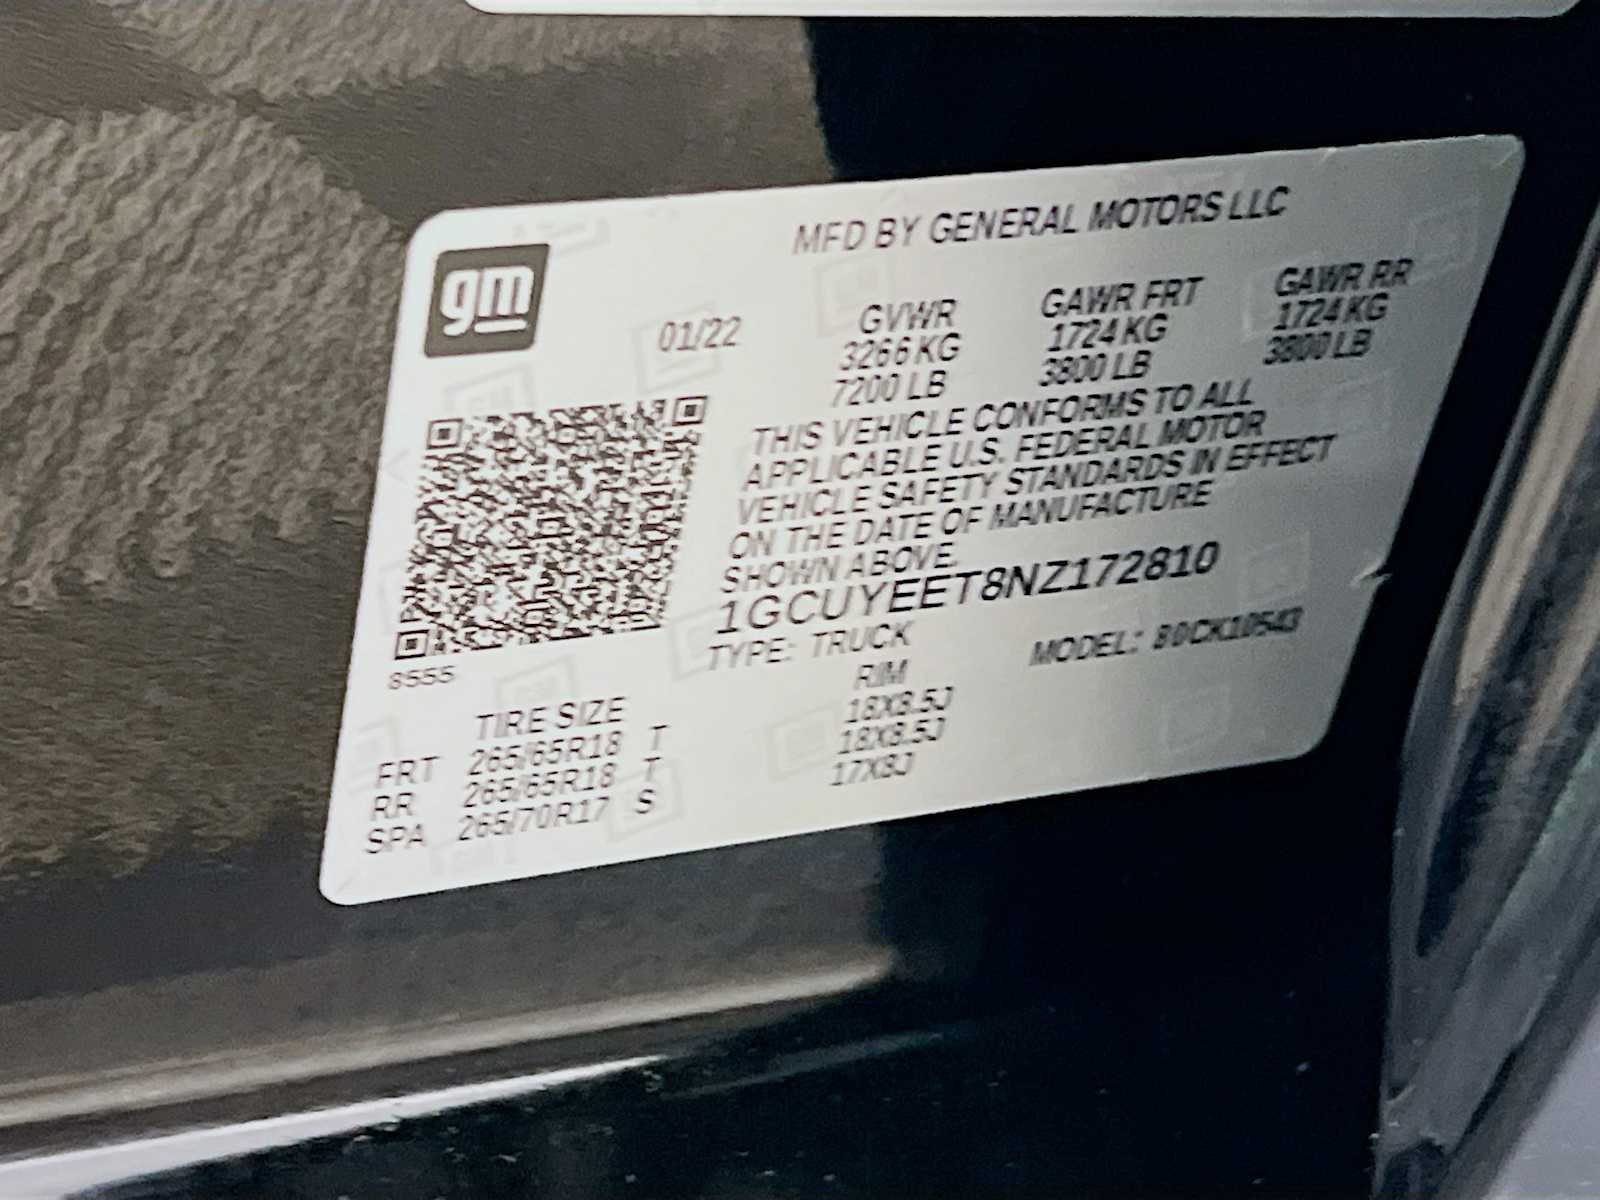 gm
MFD BY GENERAL MOTORS LLC
01/22 GVWR GAWR FRT GAWR RR
3266 KG 1724 KG 1724 KG
7200 LB 3800 LB 3800 LB
THIS VEHICLE CONFORMS TO ALL
APPLICABLE U.S. FEDERAL MOTOR
VEHICLE SAFETY STANDARDS IN EFFECT
ON THE DATE OF MANUFACTURE
SHOWN ABOVE.
1GCUYEET8NZ172810
8555
TYPE: TRUCK MODEL: BOCK10543
TIRE SIZE RIM
FRT 265/65R18 T 18X8.5J
RR 265/65R18 T 18X8.5J
SPA 265/70R17 S 17X8J